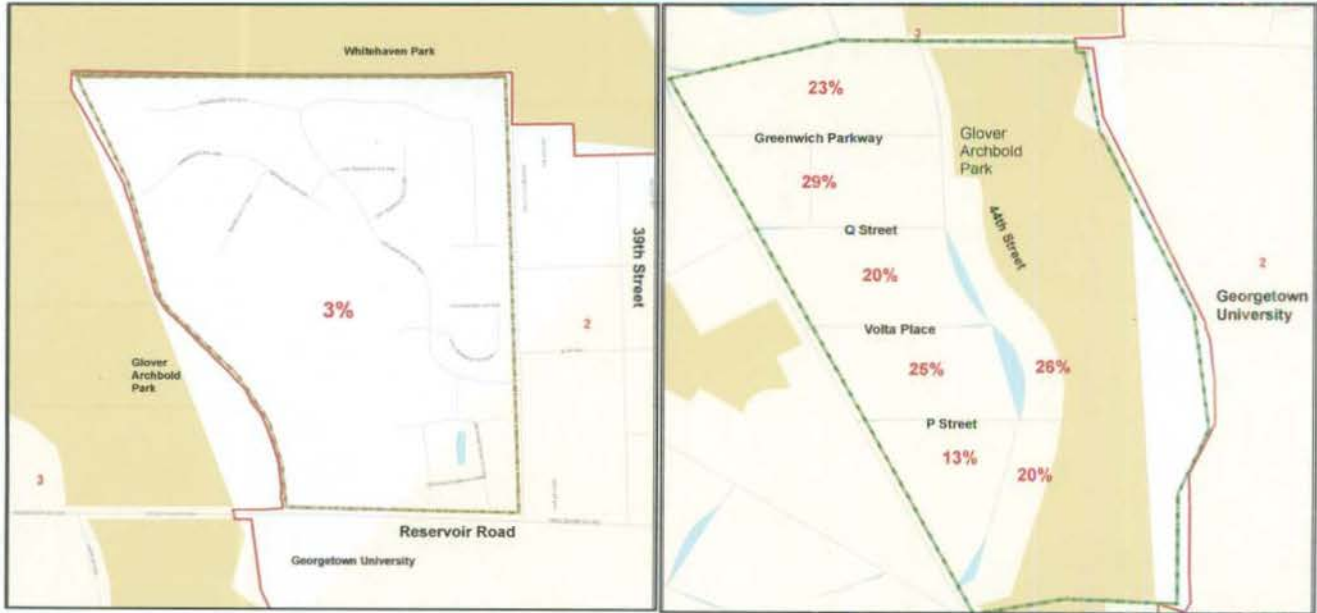 Whitehaven Park
39th Street
3%
2
Glover
Archbold
Park
3
Reservoir Road
Georgetown University
3
23%
Greenwich Parkway
Glover
Archbold
Park
29%
44th Street
Q Street
2
20%
Georgetown
University
Volta Place
25%
26%
P Street
13%
20%